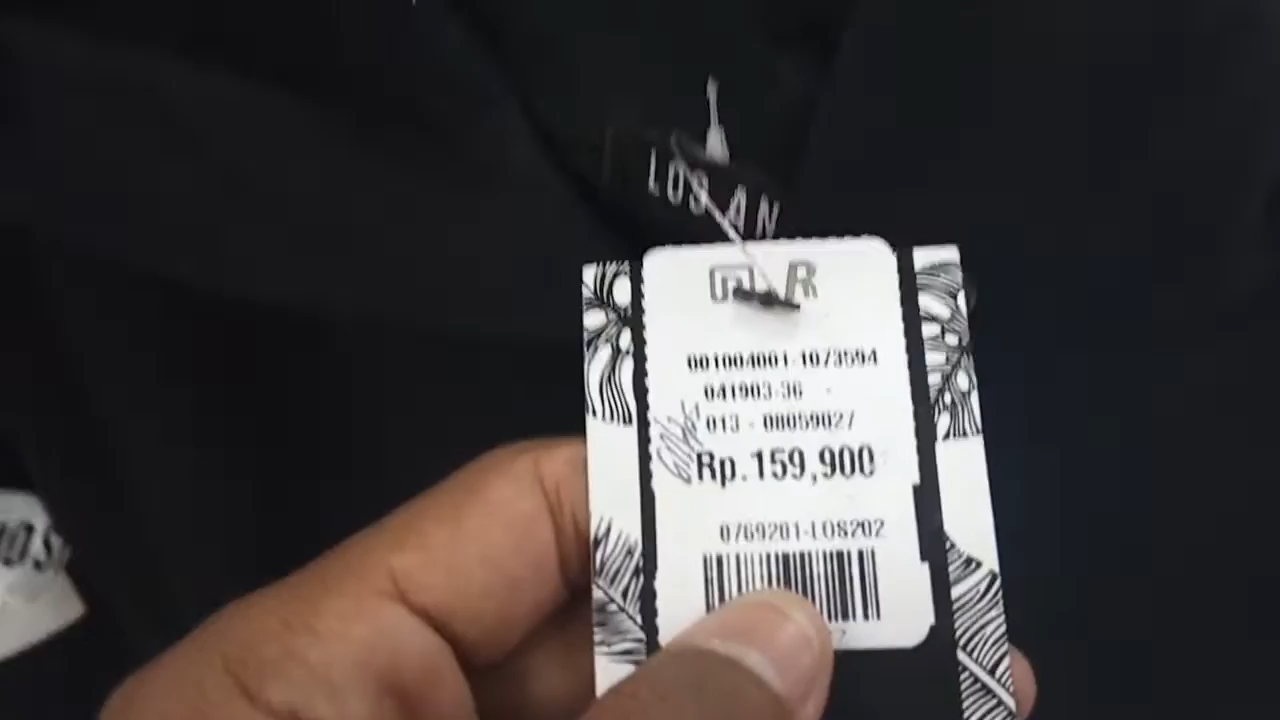 LOS AN
001004001-1073594
041903-36 -
013 - 08059027
Rp.159,900
0769201-LOS202